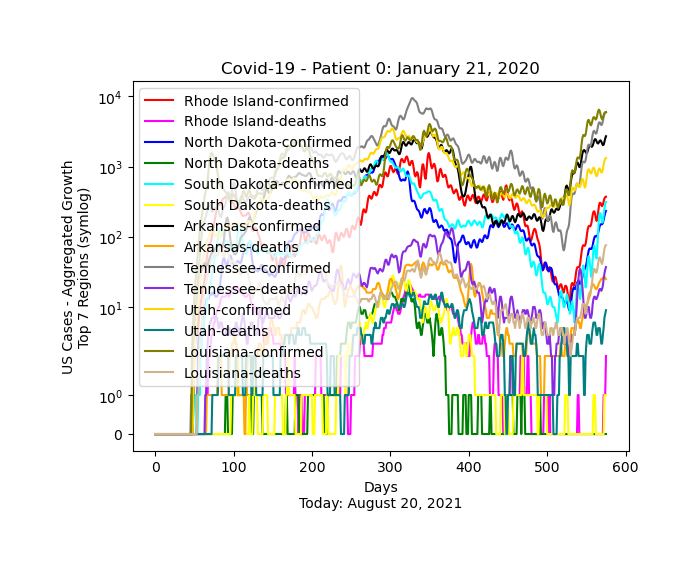 Covid-19 - Patient 0: January 21, 2020
US Cases - Aggregated Growth
Top 7 Regions (symlog)
10^4
10^3
10^2
10^1
10^0
0
Rhode Island-confirmed
Rhode Island-deaths
North Dakota-confirmed
North Dakota-deaths
South Dakota-confirmed
South Dakota-deaths
Arkansas-confirmed
Arkansas-deaths
Tennessee-confirmed
Tennessee-deaths
Utah-confirmed
Utah-deaths
Louisiana-confirmed
Louisiana-deaths
0 100 200 300 400 500 600
Days
Today: August 20, 2021